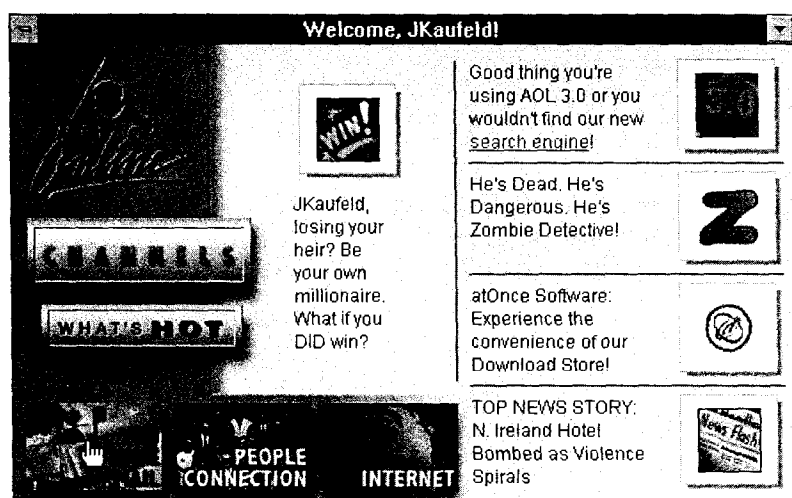 Welcome, JKaufeld!
Good thing you're
using AOL 3.0 or you
wouldn't find our new
search engine!
3.0
WIN!
JKaufeld,
losing your
heir? Be
your own
millionaire.
What if you
DID win?
He's Dead. He's
Dangerous. He's
Zombie Detective!
Z
CHANNELS
WHAT'S HOT
atOnce Software:
Experience the
convenience of our
Download Store!
TOP NEWS STORY:
N. Ireland Hotel
Bombed as Violence
Spirals
News Flash!
PEOPLE
CONNECTION
INTERNET